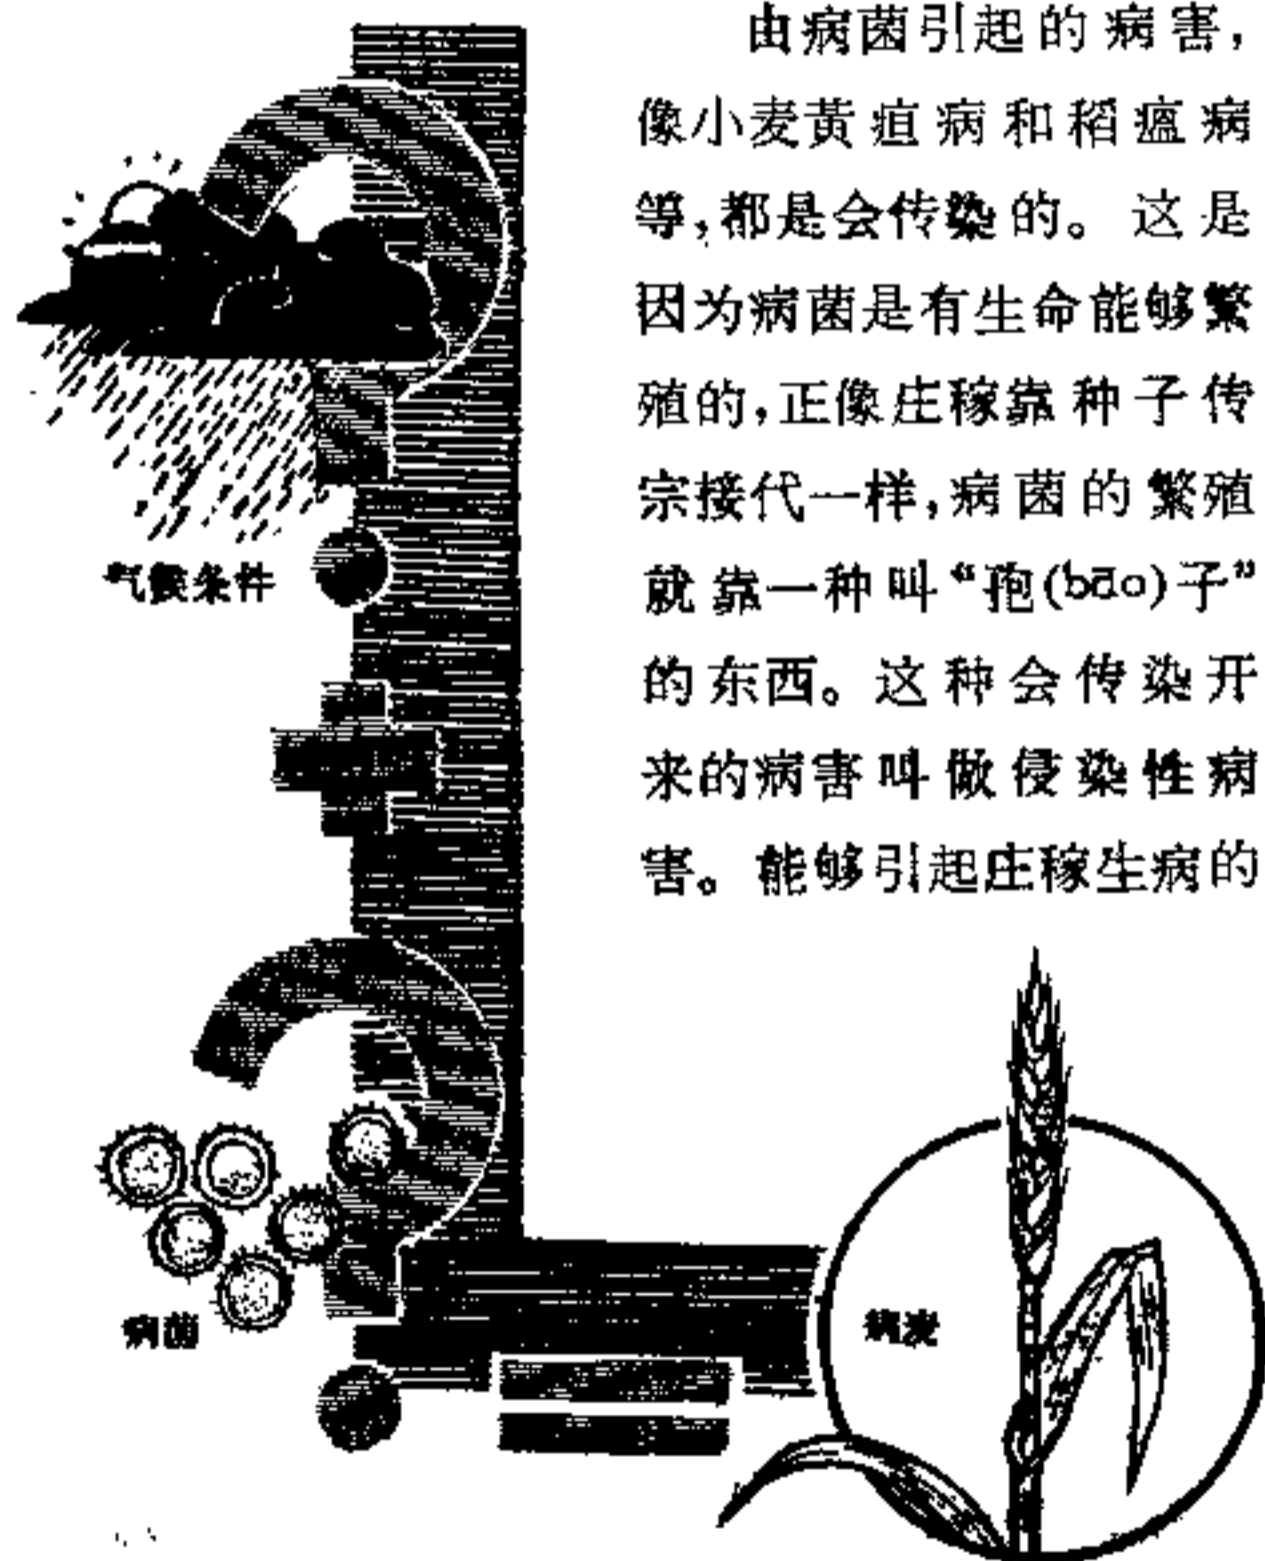 由病菌引起的病害，
像小麦黄疸病和稻瘟病
等，都是会传染的。这是
因为病菌是有生命能够繁
殖的，正像庄稼靠种子传
宗接代一样，病菌的繁殖
就靠一种叫“孢(bāo)子”
的东西。这种会传染开
来的病害叫做侵染性病
害。能够引起庄稼生病的
气候条件
病菌
病麦